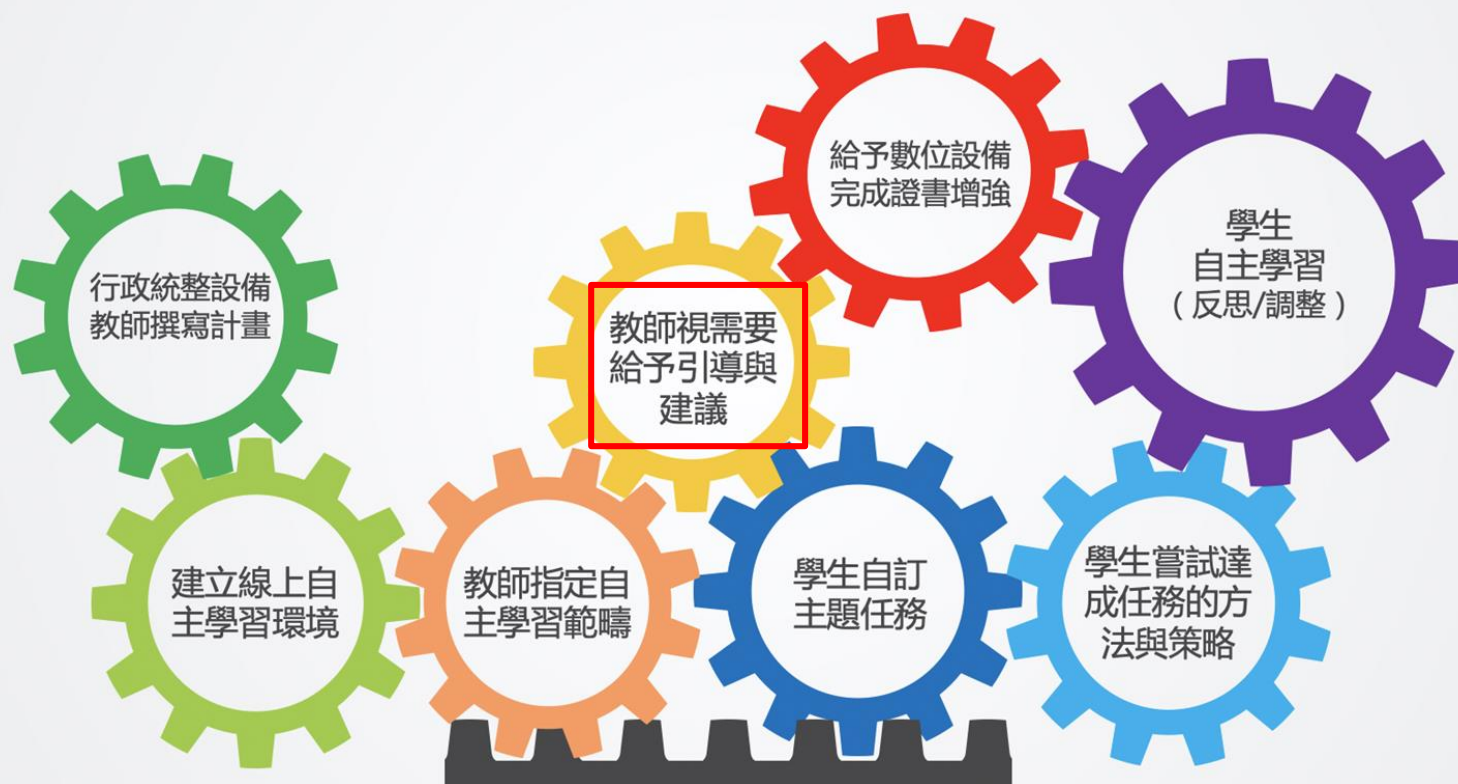 行政統整設備
教師撰寫計畫
建立線上自
主學習環境
教師指定自
主學習範疇
教師視需要
給予引導與
建議
學生自訂
主題任務
給予數位設備
完成證書增強
學生嘗試達
成任務的方
法與策略
學生
自主學習
（反思/調整）